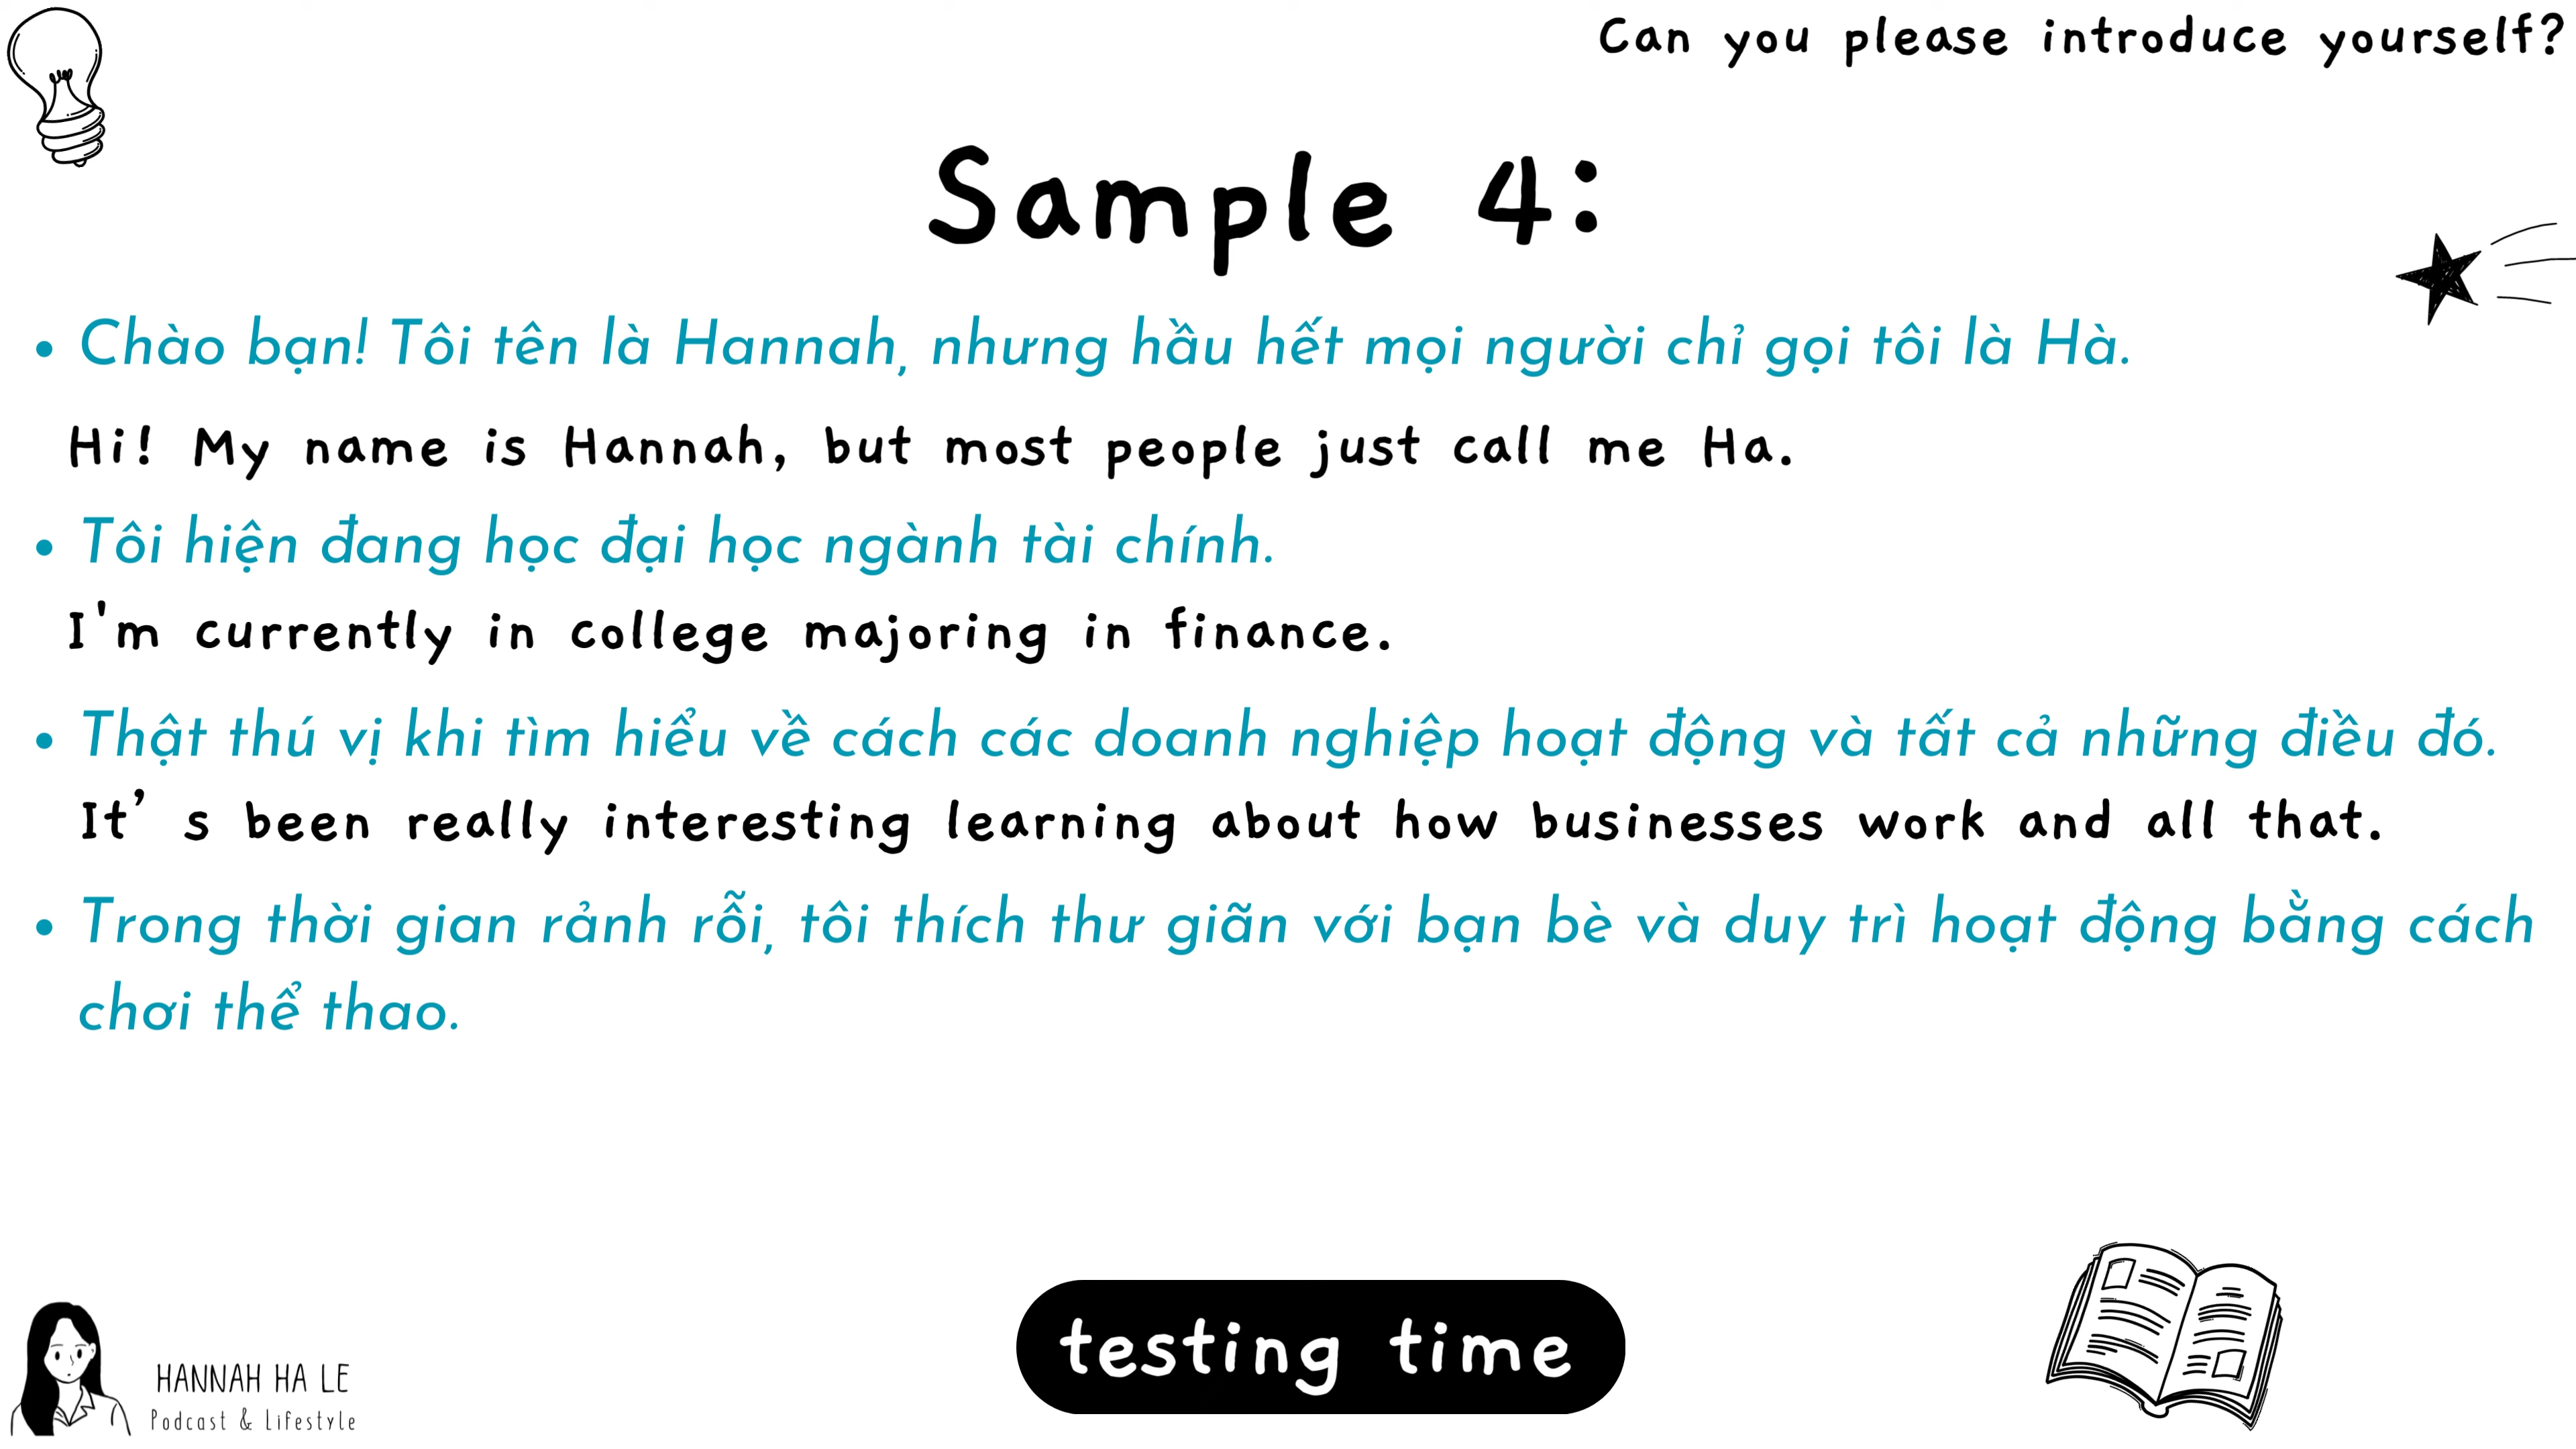 Can you please introduce yourself?
Sample 4:
• Chào bạn! Tôi tên là Hannah, nhưng hầu hết mọi người chỉ gọi tôi là Hà.
Hi! My name is Hannah, but most people just call me Ha.
• Tôi hiện đang học đại học ngành tài chính.
I'm currently in college majoring in finance.
• Thật thú vị khi tìm hiểu về cách các doanh nghiệp hoạt động và tất cả những điều đó.
It’ s been really interesting learning about how businesses work and all that.
• Trong thời gian rảnh rỗi, tôi thích thư giãn với bạn bè và duy trì hoạt động bằng cách
chơi thể thao.
testing time
HANNAH HA LE
Podcast & Lifestyle